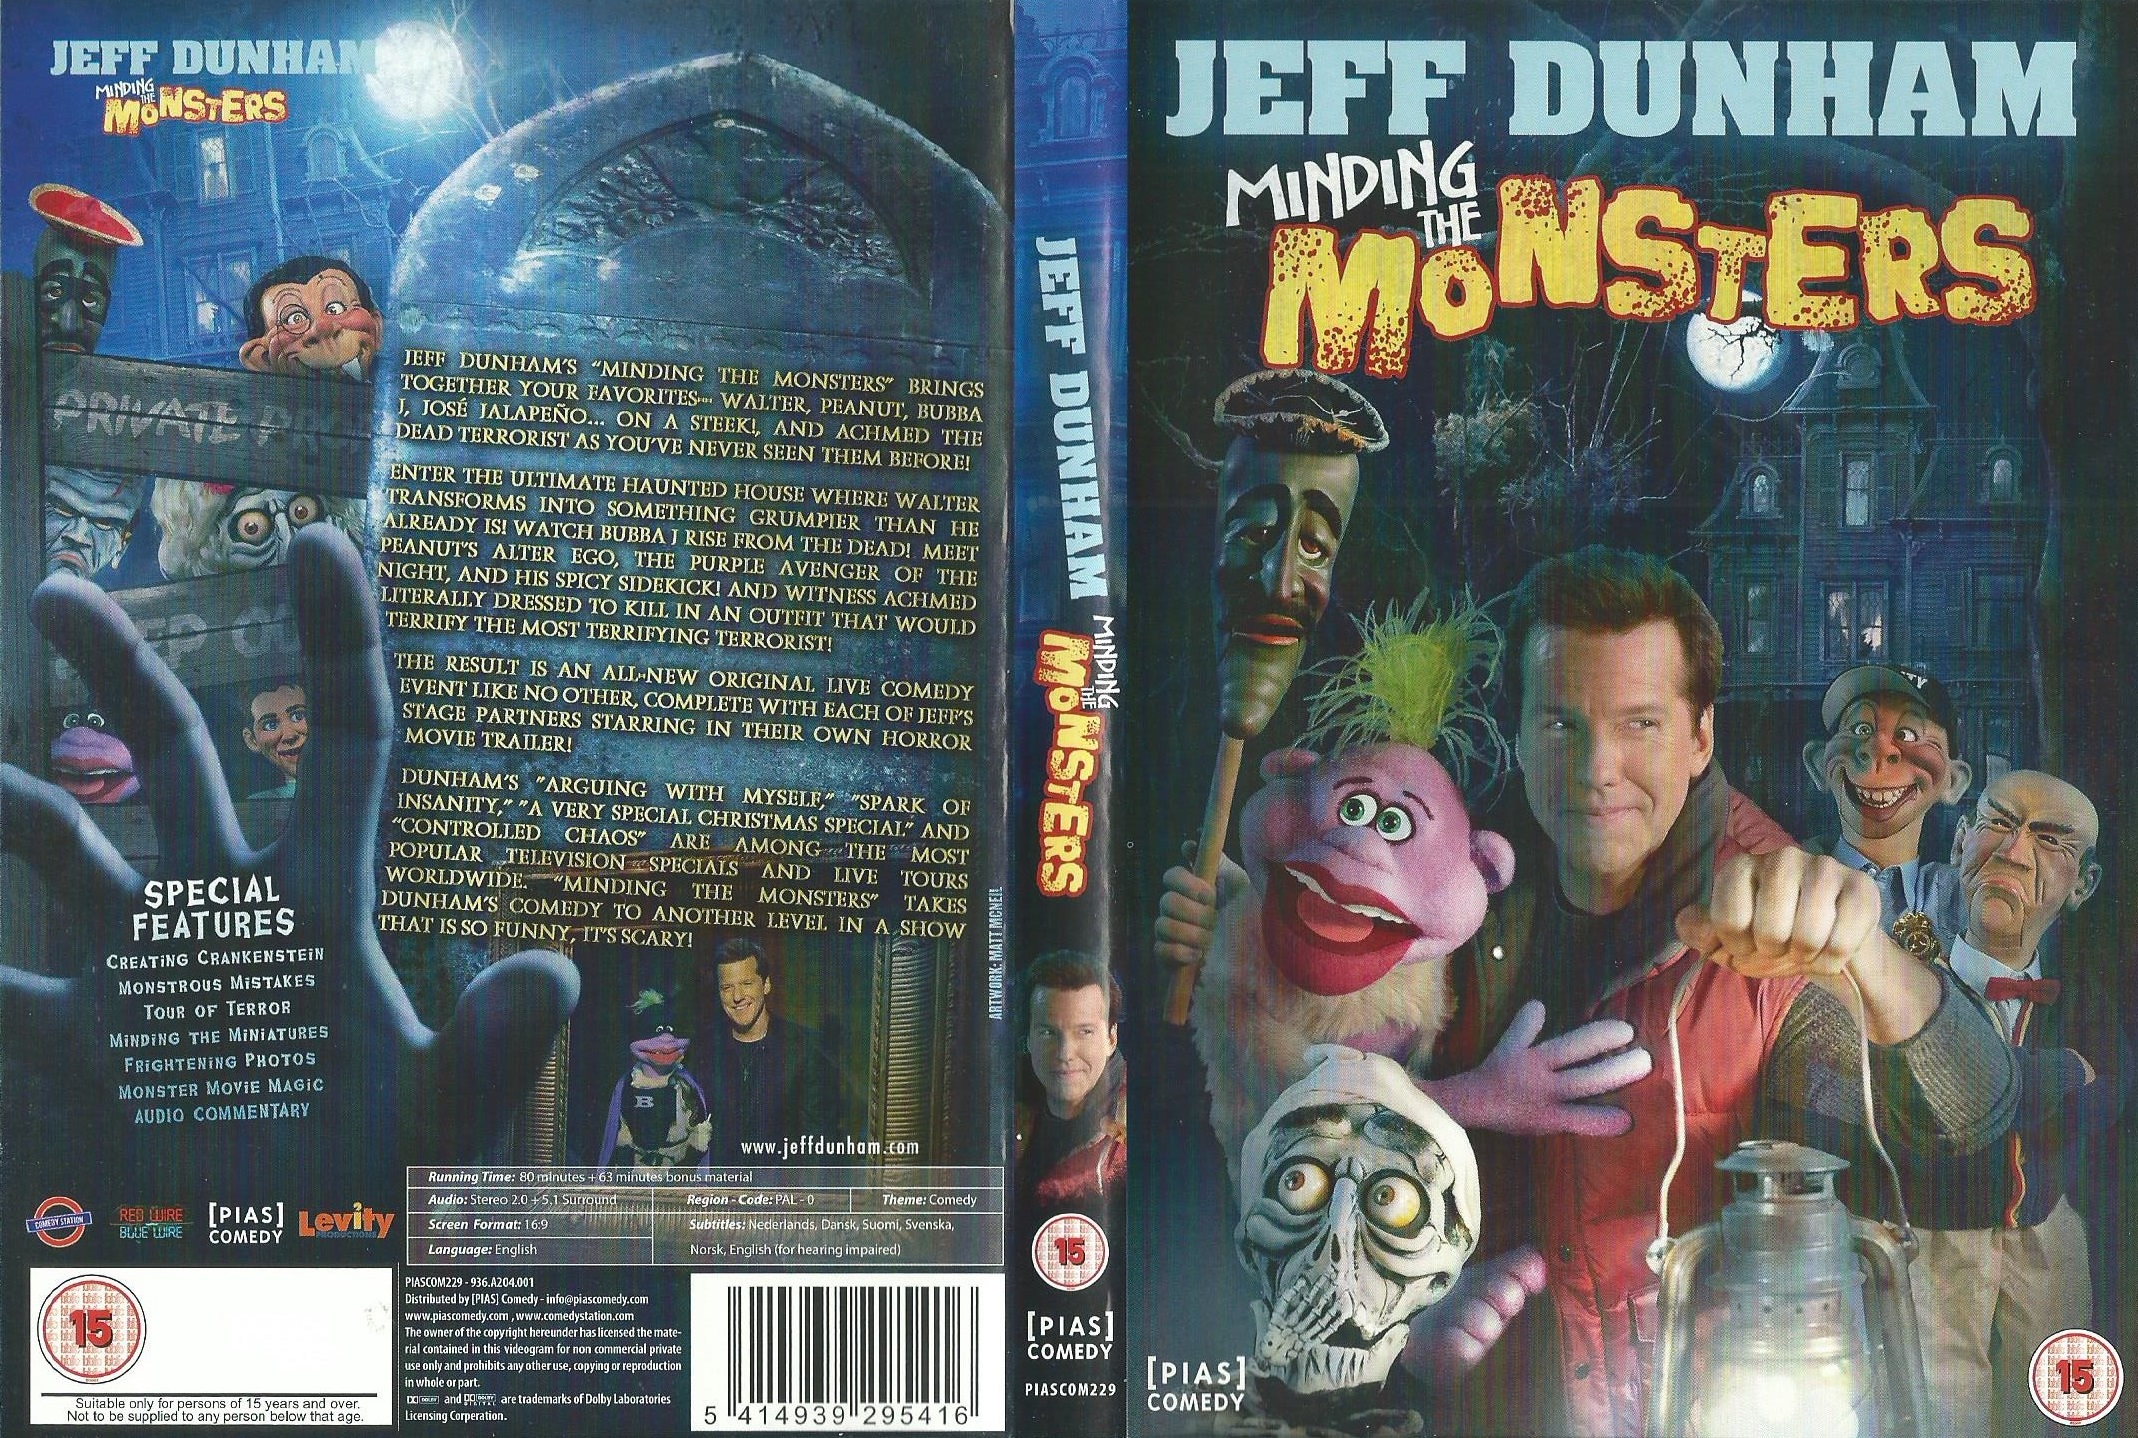 JEFF DUNHAM
MINDING
THE
MONSTERS
PRIVATE
SPECIAL
FEATURES
CREATING CRANKENSTEIN
MONSTROUS MISTAKES
TOUR OF TERROR
MINDING THE MINIATURES
FRIGHTENING PHOTOS
MONSTER MOVIE MAGIC
AUDIO COMMENTARY
JEFF DUNHAM'S "MINDING THE MONSTERS" BRINGS
TOGETHER YOUR FAVORITES--- WALTER, PEANUT, BUBBA
J, JOSÉ JALAPEÑO... ON A STEEK!, AND ACHMED THE
DEAD TERRORIST AS YOU'VE NEVER SEEN THEM BEFORE!
ENTER THE ULTIMATE HAUNTED HOUSE WHERE WALTER
TRANSFORMS INTO SOMETHING GRUMPIER THAN HE
ALREADY IS! WATCH BUBBA J RISE FROM THE DEAD! MEET
PEANUT'S ALTER EGO, THE PURPLE AVENGER OF THE
NIGHT, AND HIS SPICY SIDEKICK! AND WITNESS ACHMED
LITERALLY DRESSED TO KILL IN AN OUTFIT THAT WOULD
TERRIFY THE MOST TERRIFYING TERRORIST!
THE RESULT IS AN ALL-NEW ORIGINAL LIVE COMEDY
EVENT LIKE NO OTHER, COMPLETE WITH EACH OF JEFF'S
STAGE PARTNERS STARRING IN THEIR OWN HORROR
MOVIE TRAILER!
DUNHAM'S "ARGUING WITH MYSELF," "SPARK OF
INSANITY," "A VERY SPECIAL CHRISTMAS SPECIAL" AND
"CONTROLLED CHAOS" ARE AMONG THE MOST
POPULAR TELEVISION SPECIALS AND LIVE TOURS
WORLDWIDE. "MINDING THE MONSTERS" TAKES
DUNHAM'S COMEDY TO ANOTHER LEVEL IN A SHOW
THAT IS SO FUNNY, IT'S SCARY!
B
www.jeffdunham.com
ARTWORK: MATT MCNEIL
Running Time: 80 minutes + 63 minutes bonus material
Audio: Stereo 2.0 + 5.1 Surround
Region - Code: PAL - 0
Theme: Comedy
Screen Format: 16:9
Subtitles: Nederlands, Dansk, Suomi, Svenska,
Language: English
Norsk, English (for hearing impaired)
COMEDY STATION
RED WIRE
BLUE WIRE
[PIAS]
COMEDY
Levity
PRODUCTIONS
15
Suitable only for persons of 15 years and over.
Not to be supplied to any person below that age.
PIASCOM229 - 936.A204.001
Distributed by [PIAS] Comedy - info@piascomedy.com
www.piascomedy.com , www.comedystation.com
The owner of the copyright hereunder has licensed the mate-
rial contained in this videogram for non commercial private
use only and prohibits any other use, copying or reproduction
in whole or part.
and are trademarks of Dolby Laboratories
Licensing Corperation.
5 414939 295416
JEFF DUNHAM
MINDING
THE
MONSTERS
15
[PIAS]
COMEDY
PIASCOM229
JEFF DUNHAM
MINDING
THE
MONSTERS
[PIAS]
COMEDY
15